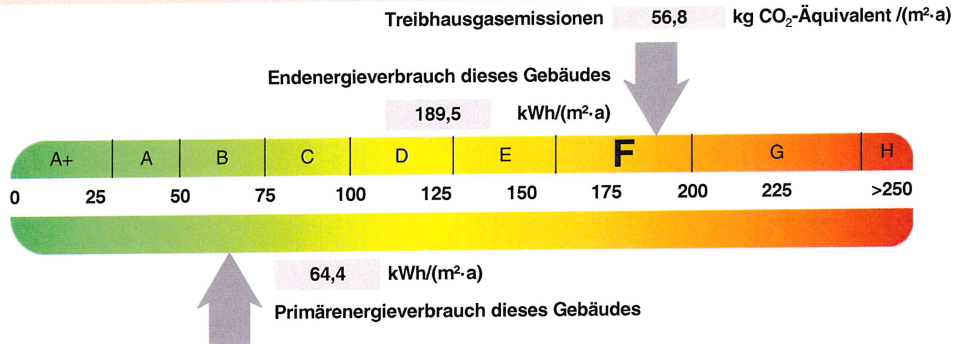 Treibhausgasemissionen 56,8 kg CO₂-Äquivalent /(m²·a)
Endenergieverbrauch dieses Gebäudes
189,5 kWh/(m²·a)
A+ A B C D E F G H
0 25 50 75 100 125 150 175 200 225 >250
64,4 kWh/(m²·a)
Primärenergieverbrauch dieses Gebäudes